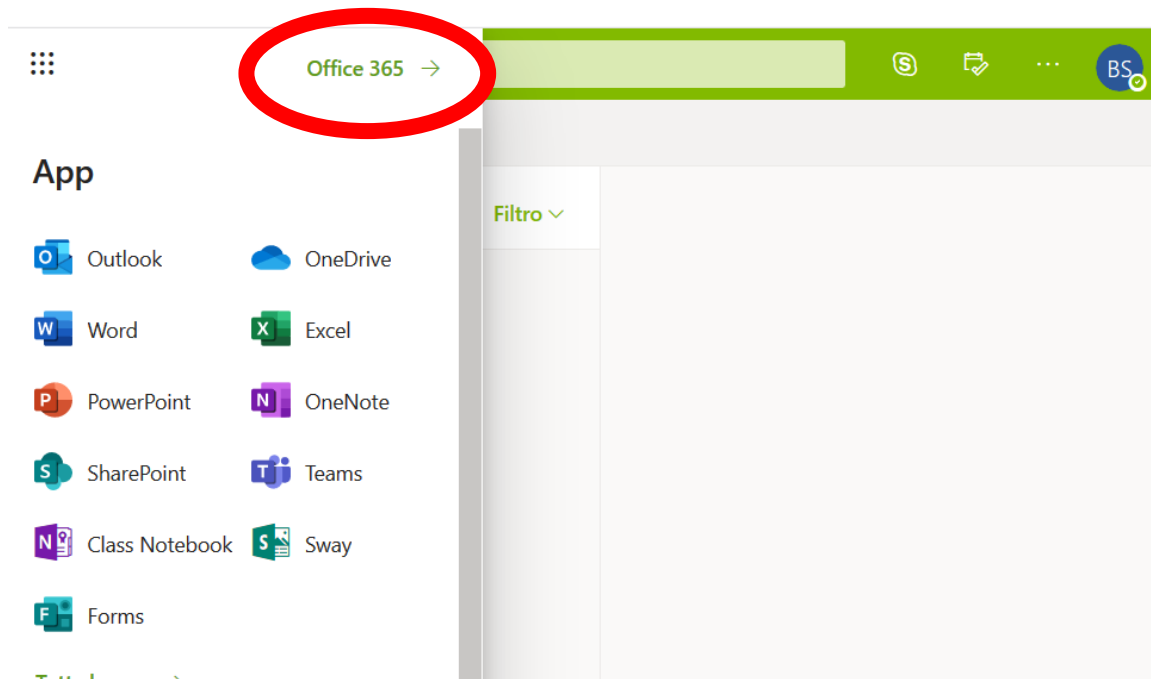 Office 365 →
BS
App
Filtro
Outlook OneDrive
Word Excel
PowerPoint OneNote
SharePoint Teams
Class Notebook Sway
Forms